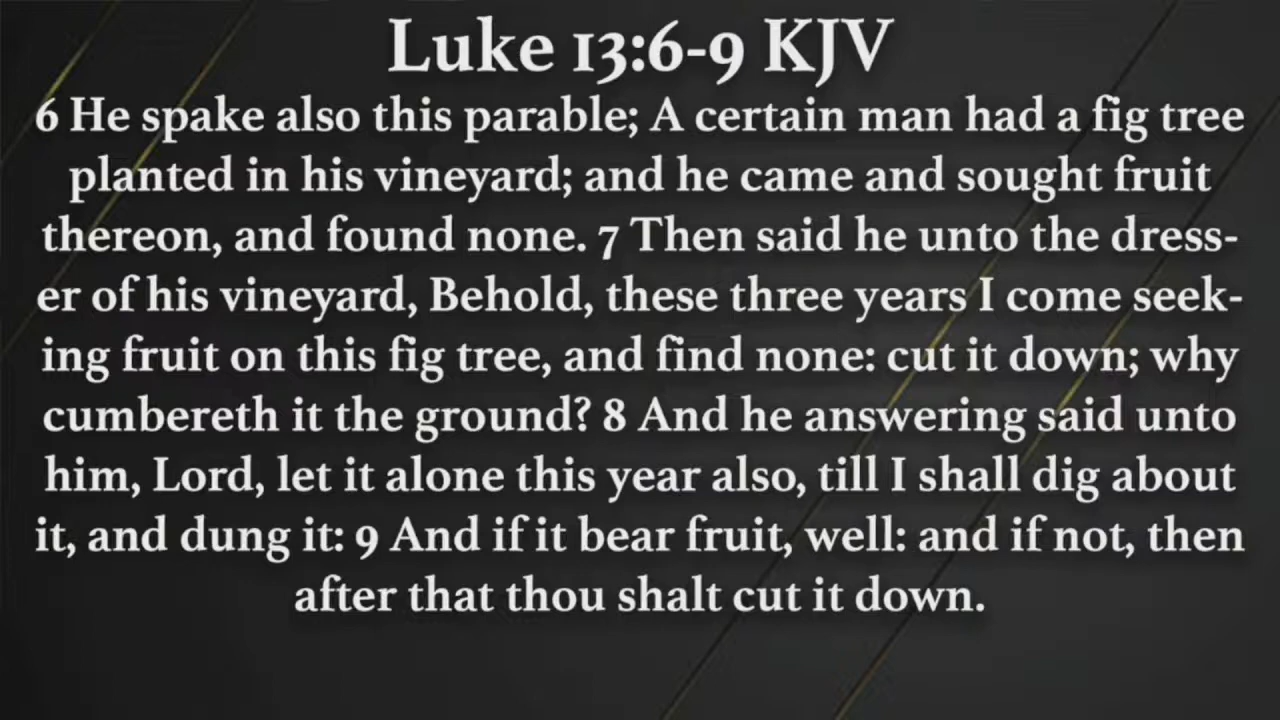 Luke 13:6-9 KJV
6 He spake also this parable; A certain man had a fig tree
planted in his vineyard; and he came and sought fruit
thereon, and found none. 7 Then said he unto the dress-
er of his vineyard, Behold, these three years I come seek-
ing fruit on this fig tree, and find none: cut it down; why
cumbereth it the ground? 8 And he answering said unto
him, Lord, let it alone this year also, till I shall dig about
it, and dung it: 9 And if it bear fruit, well: and if not, then
after that thou shalt cut it down.